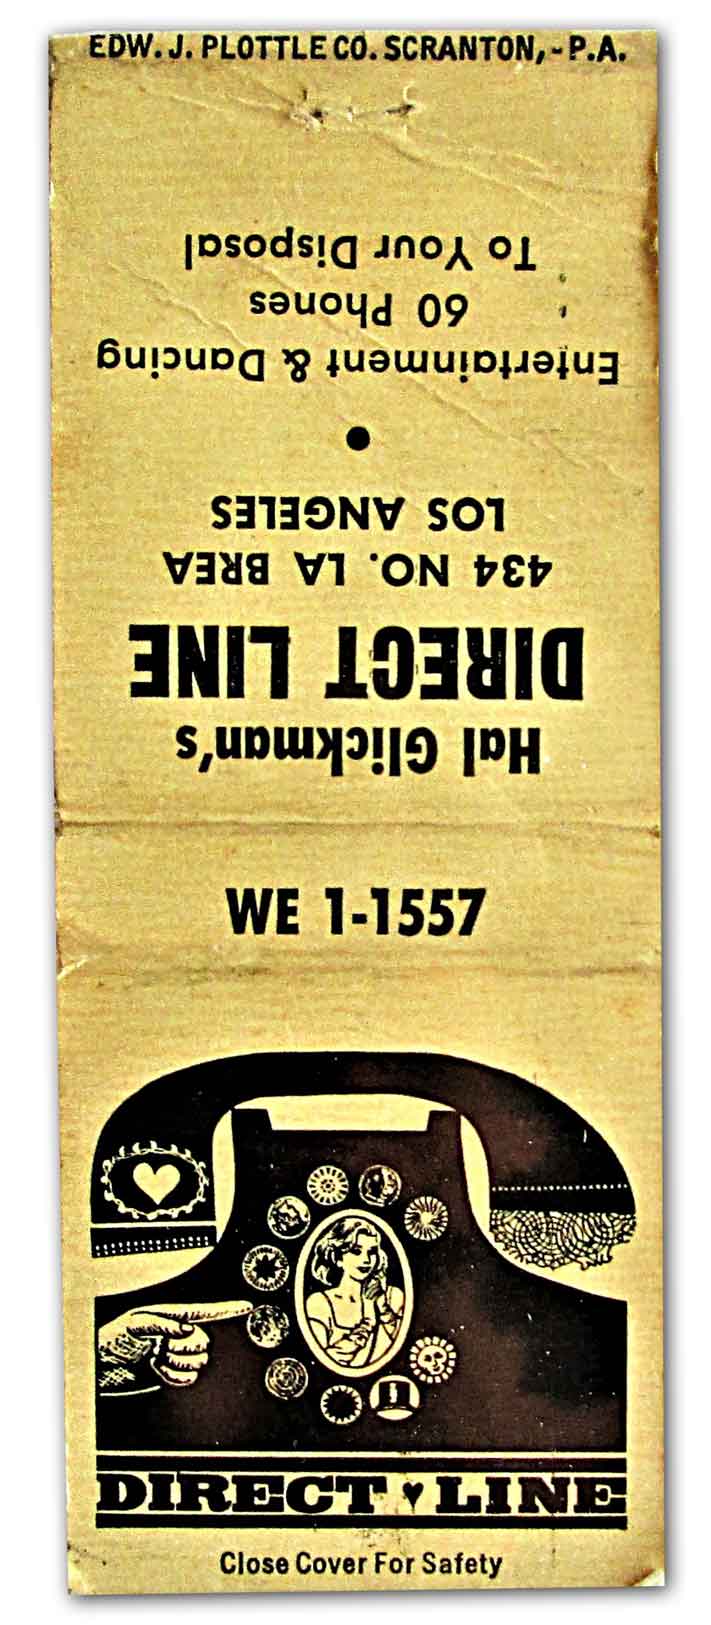 EDW. J. PLOTTLE CO. SCRANTON,-P.A.
Hal Glickman's
DIRECT LINE
434 NO. LA BREA
LOS ANGELES
●
Entertainment & Dancing
60 Phones
To Your Disposal
WE 1-1557
DIRECT ♥ LINE
Close Cover For Safety